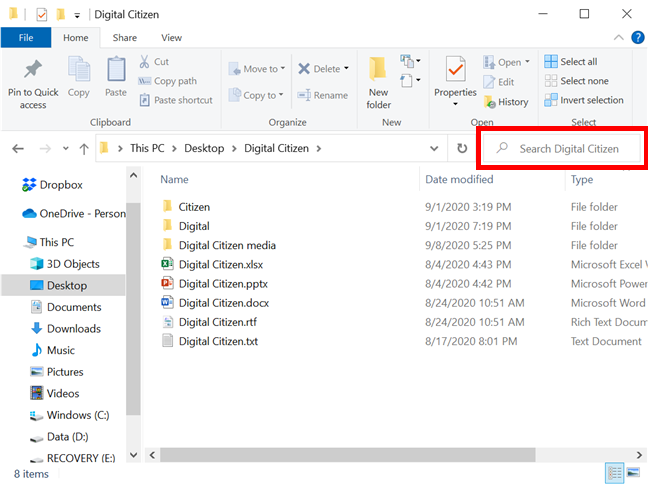 Digital Citizen
File Home Share View
Pin to Quick access
Copy
Paste
Cut
Copy path
Paste shortcut
Clipboard
Move to
Copy to
Delete
Rename
Organize
New folder
New
Properties
Open
Edit
History
Open
Select all
Select none
Invert selection
Select
This PC > Desktop > Digital Citizen >
Search Digital Citizen
Name Date modified Type
Dropbox
OneDrive - Person
This PC
3D Objects
Desktop
Documents
Downloads
Music
Pictures
Videos
Windows (C:)
Data (D:)
RECOVERY (E:)
Citizen 9/1/2020 3:19 PM File folder
Digital 9/1/2020 7:19 PM File folder
Digital Citizen media 9/8/2020 5:25 PM File folder
Digital Citizen.xlsx 8/4/2020 4:43 PM Microsoft Excel W
Digital Citizen.pptx 8/4/2020 4:42 PM Microsoft Power
Digital Citizen.docx 8/24/2020 10:51 AM Microsoft Word
Digital Citizen.rtf 8/24/2020 10:51 AM Rich Text Docum
Digital Citizen.txt 8/17/2020 8:01 PM Text Document
8 items